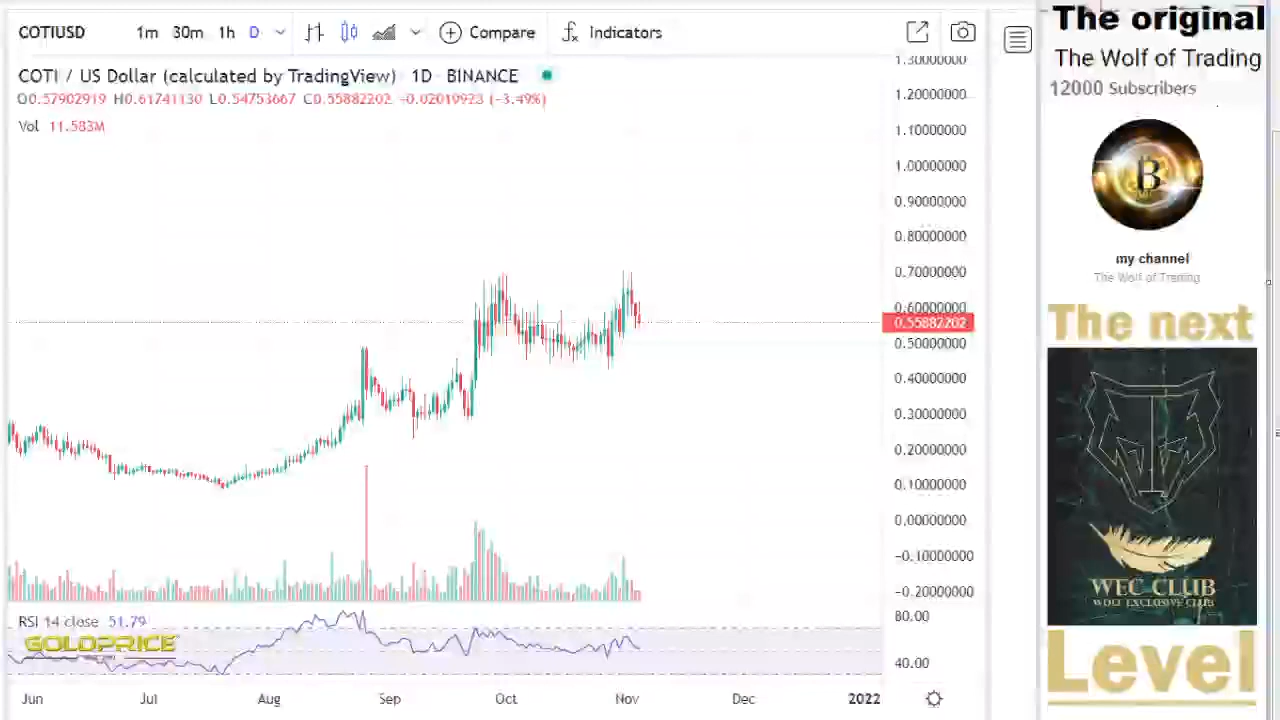 COTIUSD 1m 30m 1h D Compare Indicators
COTI / US Dollar (calculated by TradingView) · 1D · BINANCE
O0.57902919 H0.61741130 L0.54753667 C0.55882202 −0.02019923 (−3.49%)
Vol 11.583M
1.30000000
1.20000000
1.10000000
1.00000000
0.90000000
0.80000000
0.70000000
0.60000000
0.55882202
0.50000000
0.40000000
0.30000000
0.20000000
0.10000000
0.00000000
−0.10000000
−0.20000000
RSI 14 close 51.79
80.00
GOLDPRICE
40.00
Jun Jul Aug Sep Oct Nov Dec 2022
The original
The Wolf of Trading
12000 Subscribers
B
my channel
The Wolf of Trading
The next
WEC CLUB
WOLF EXCLUSIVE CLUB
Level